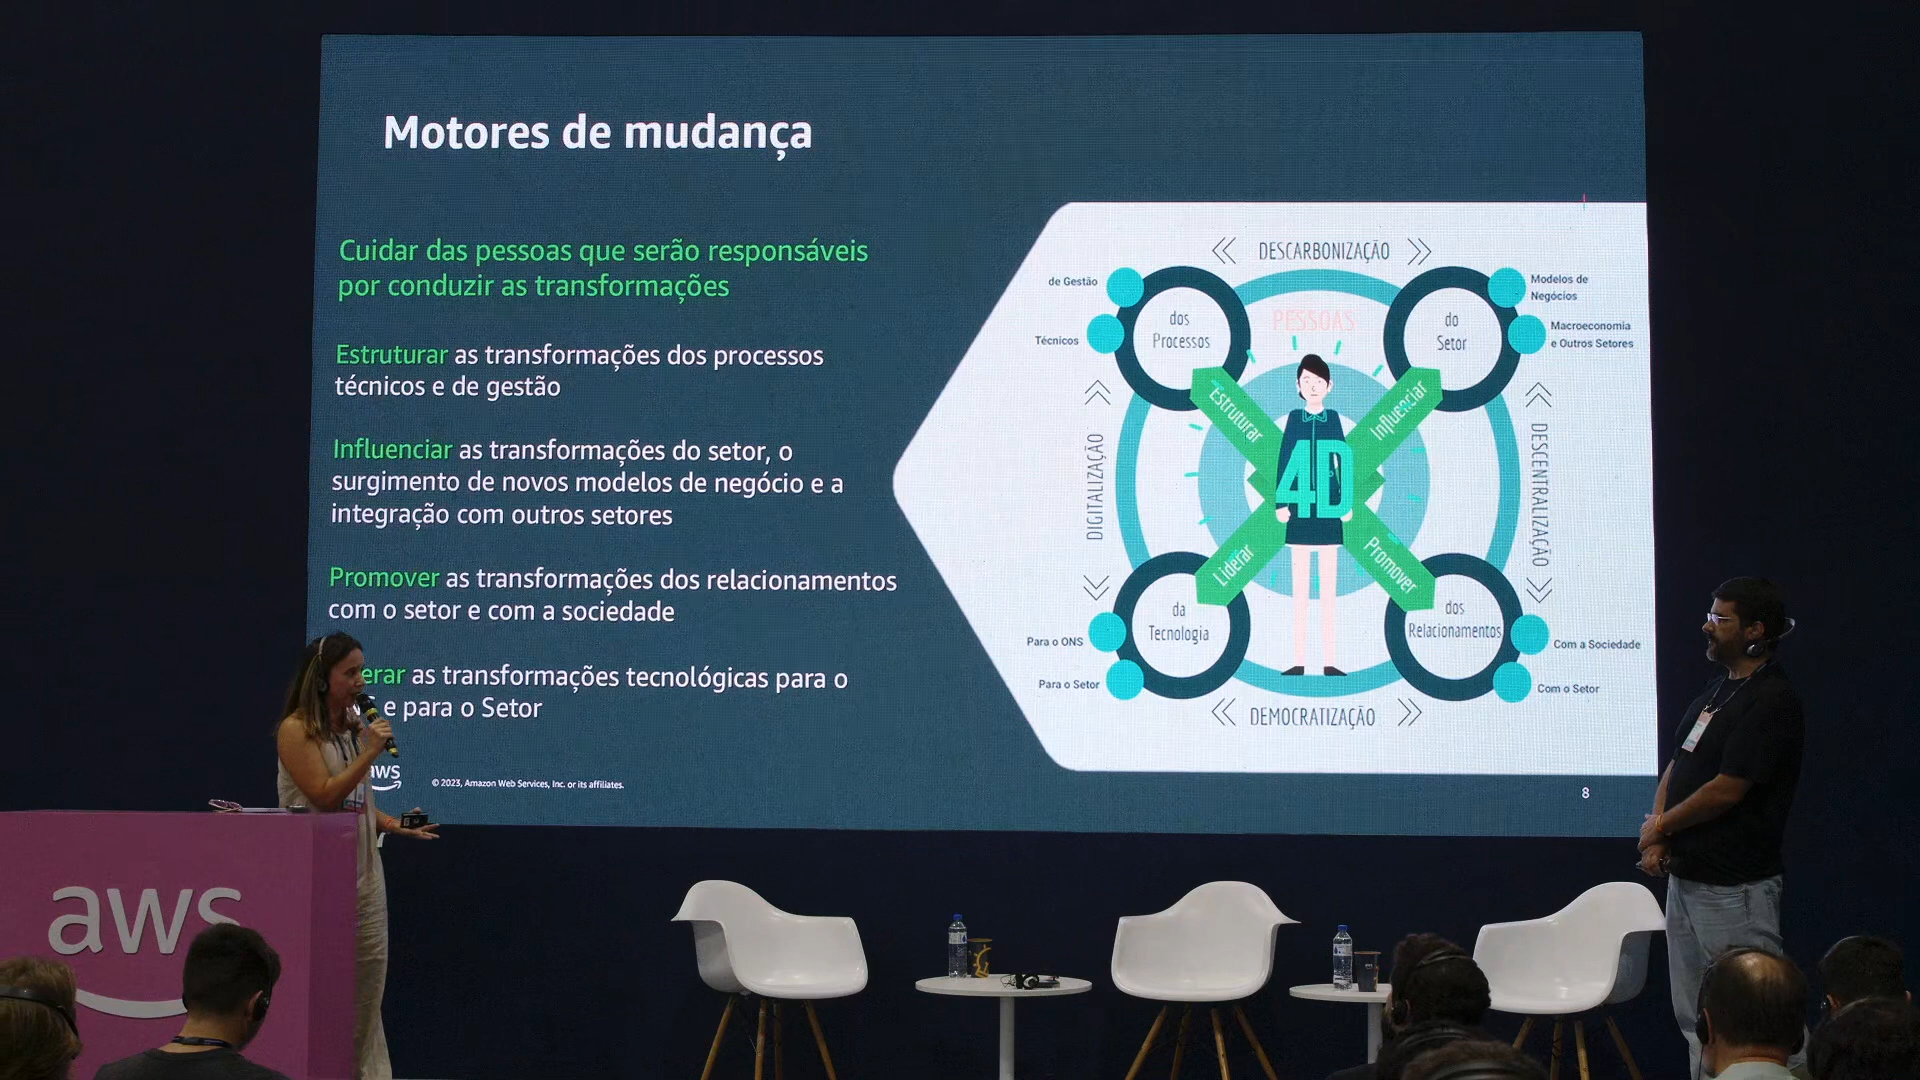 Motores de mudança
Cuidar das pessoas que serão responsáveis
por conduzir as transformações
Estruturar as transformações dos processos
técnicos e de gestão
Influenciar as transformações do setor, o
surgimento de novos modelos de negócio e a
integração com outros setores
Promover as transformações dos relacionamentos
com o setor e com a sociedade
erar as transformações tecnológicas para o
e para o Setor
aws
© 2023, Amazon Web Services, Inc. or its affiliates.
8
DESCARBONIZAÇÃO
de Gestão
Técnicos
dos
Processos
PESSOAS
do
Setor
Modelos de
Negócios
Macroeconomia
e Outros Setores
Estruturar
Influenciar
DIGITALIZAÇÃO
4D
DESCENTRALIZAÇÃO
Liderar
Promover
da
Tecnologia
dos
Relacionamentos
Para o ONS
Para o Setor
Com a Sociedade
Com o Setor
DEMOCRATIZAÇÃO
aws